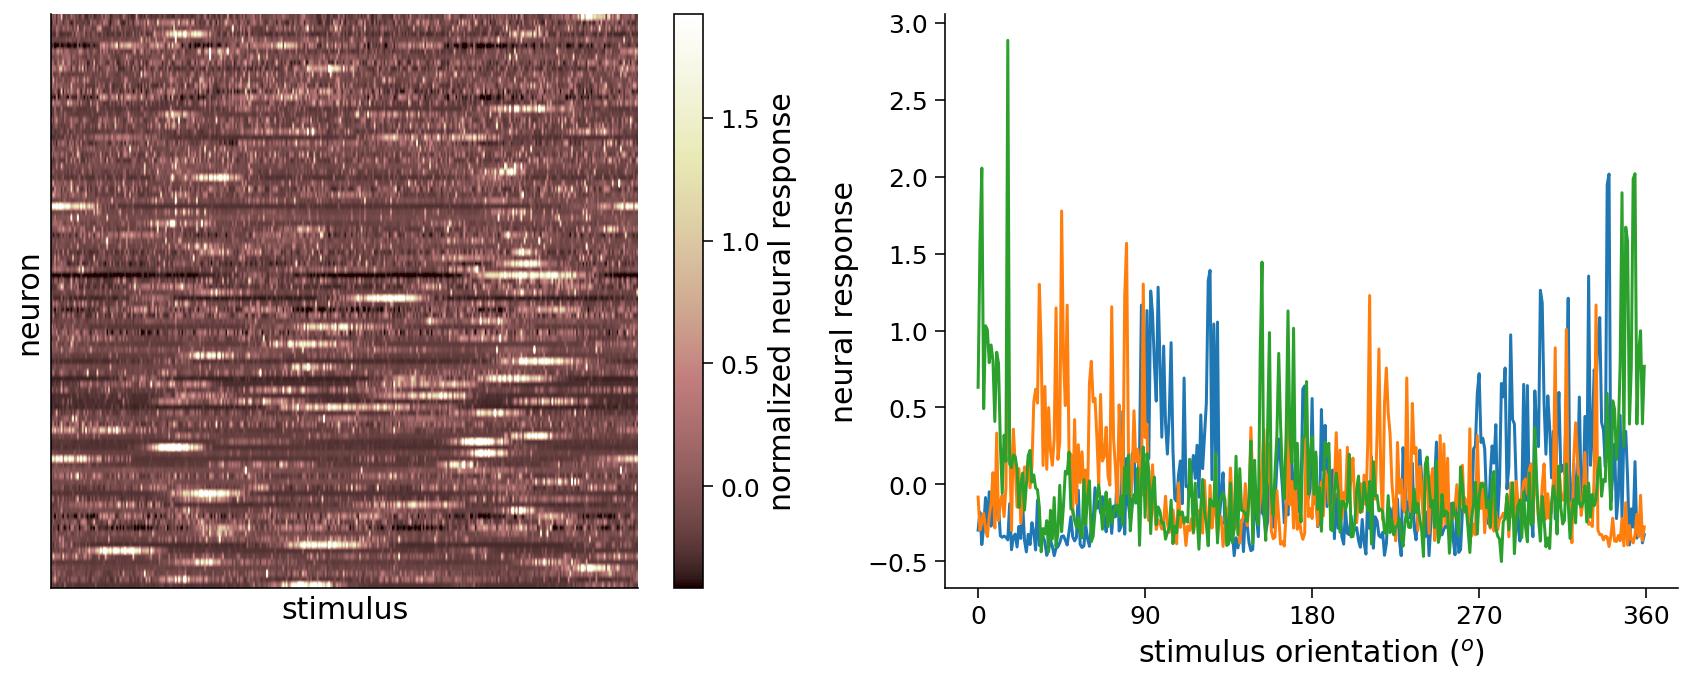 neuron
stimulus
1.5
1.0
0.5
0.0
normalized neural response
neural response
3.0
2.5
2.0
1.5
1.0
0.5
0.0
−0.5
0 90 180 270 360
stimulus orientation (o)